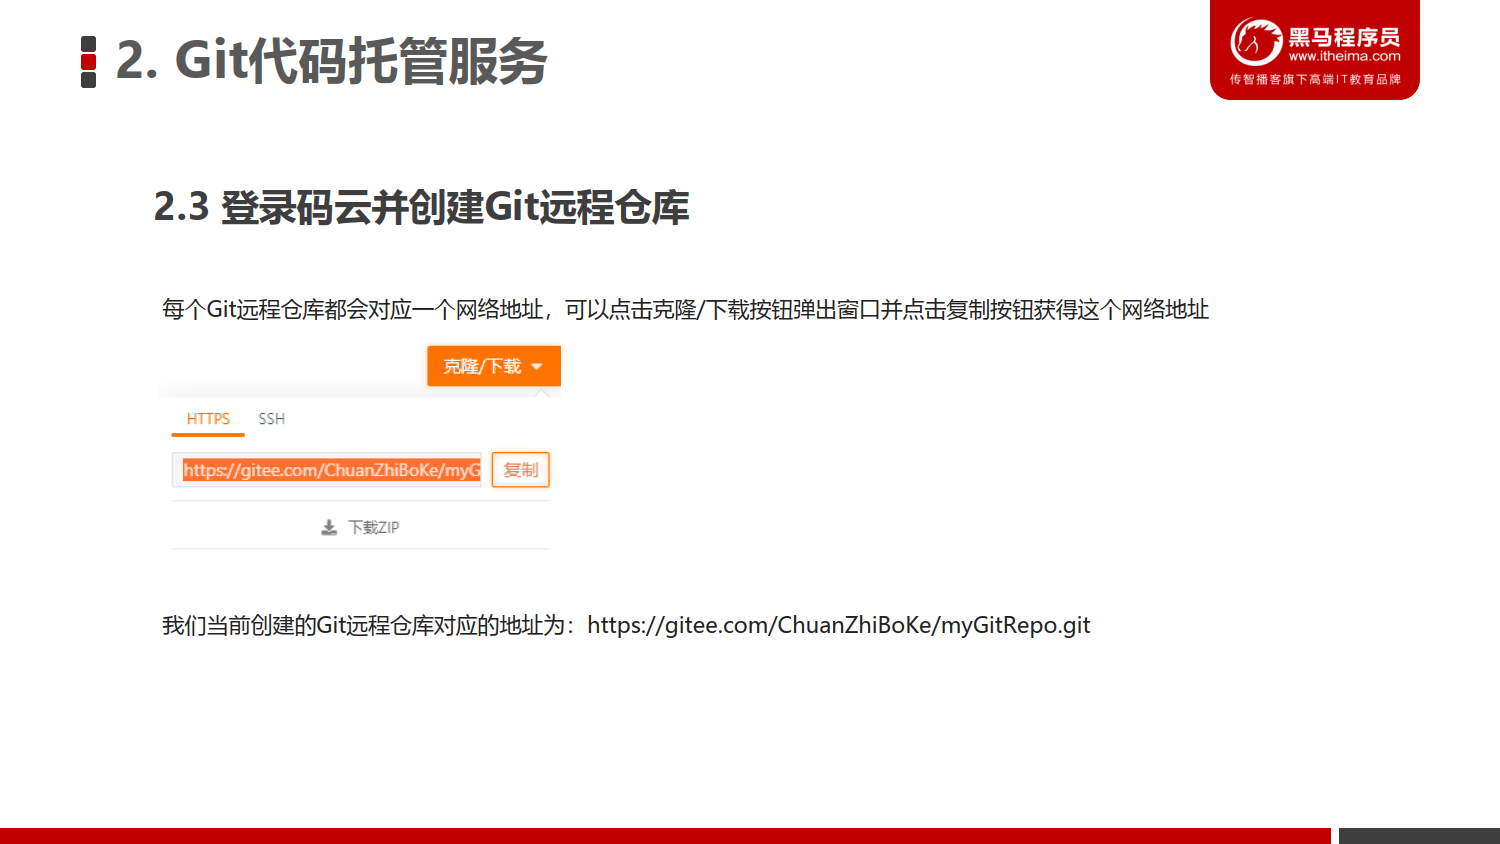 2. Git代码托管服务
黑马程序员
www.itheima.com
传智播客旗下高端IT教育品牌
2.3 登录码云并创建Git远程仓库
每个Git远程仓库都会对应一个网络地址，可以点击克隆/下载按钮弹出窗口并点击复制按钮获得这个网络地址
克隆/下载
HTTPS SSH
https://gitee.com/ChuanZhiBoKe/myG 复制
下载ZIP
我们当前创建的Git远程仓库对应的地址为：https://gitee.com/ChuanZhiBoKe/myGitRepo.git